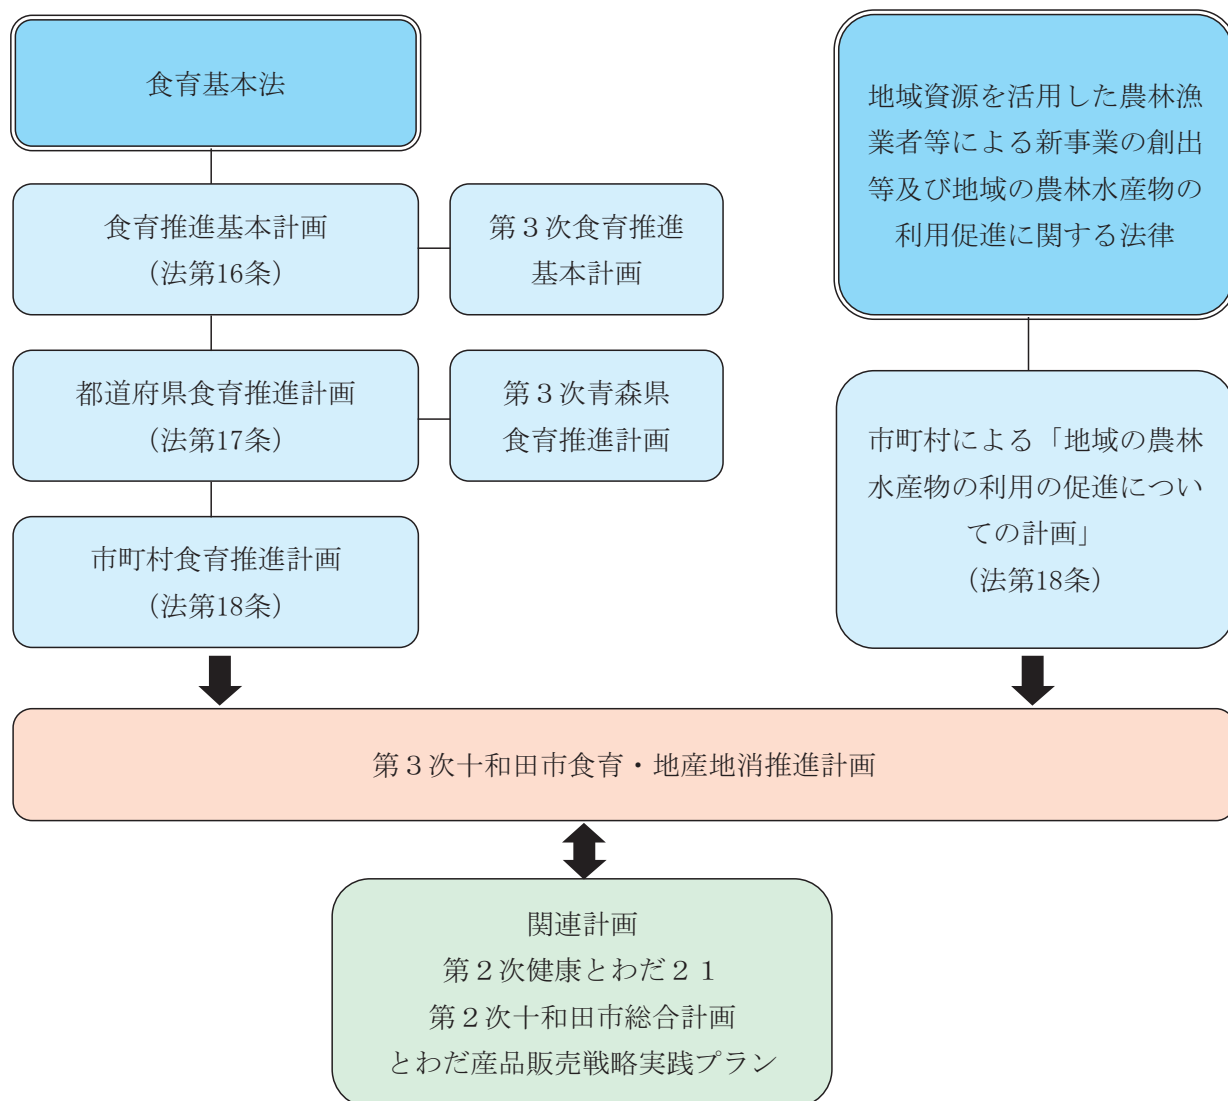 食育基本法
食育推進基本計画
(法第16条)
第３次食育推進
基本計画
都道府県食育推進計画
(法第17条)
第３次青森県
食育推進計画
市町村食育推進計画
(法第18条)
地域資源を活用した農林漁
業者等による新事業の創出
等及び地域の農林水産物の
利用促進に関する法律
市町村による「地域の農林
水産物の利用の促進につい
ての計画」
(法第18条)
第３次十和田市食育・地産地消推進計画
関連計画
第２次健康とわだ２１
第２次十和田市総合計画
とわだ産品販売戦略実践プラン